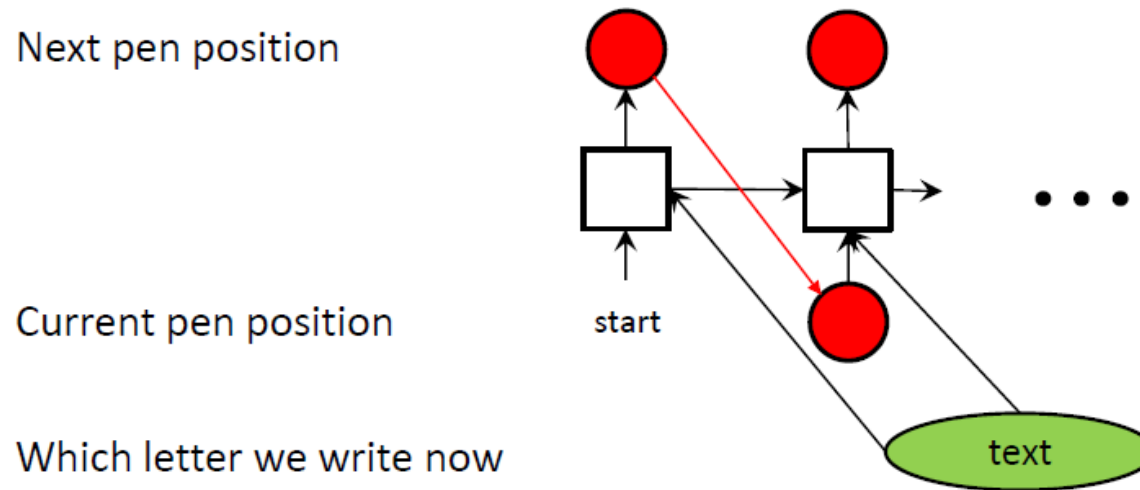 Next pen position
Current pen position
start
Which letter we write now
text